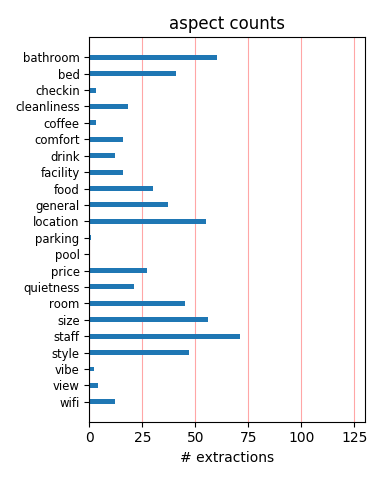 aspect counts
bathroom
bed
checkin
cleanliness
coffee
comfort
drink
facility
food
general
location
parking
pool
price
quietness
room
size
staff
style
vibe
view
wifi
0 25 50 75 100 125
# extractions